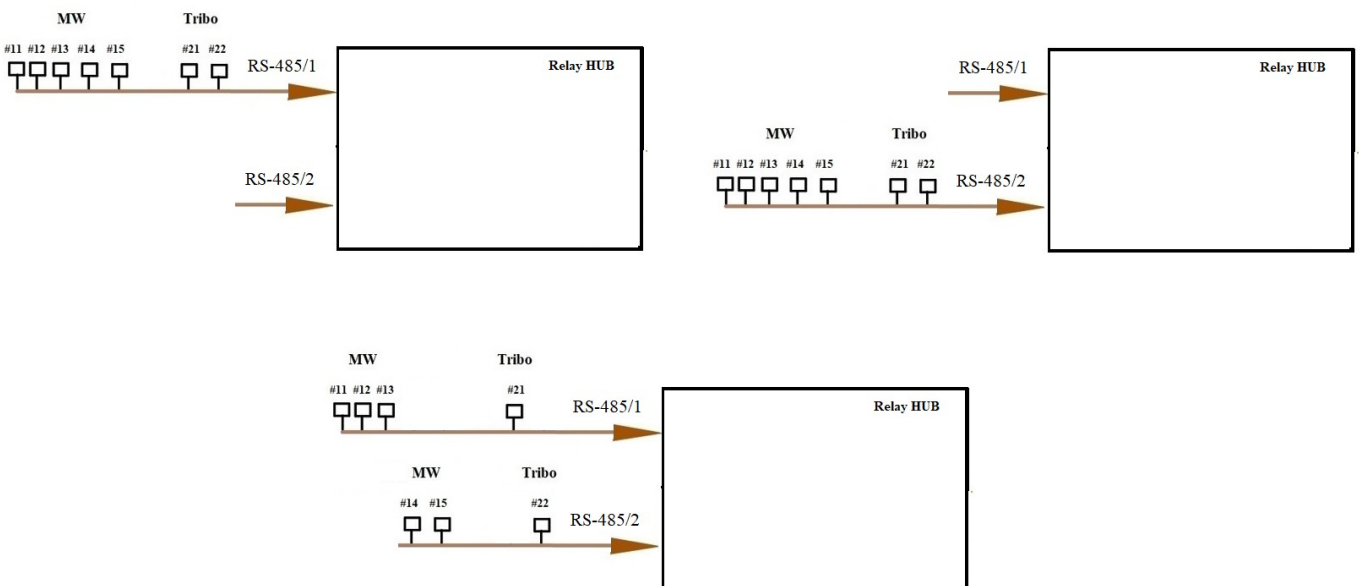 MW Tribo
#11 #12 #13 #14 #15 #21 #22
RS-485/1
Relay HUB
RS-485/2
RS-485/1
Relay HUB
MW Tribo
#11 #12 #13 #14 #15 #21 #22
RS-485/2
MW Tribo
#11 #12 #13 #21
RS-485/1
Relay HUB
MW Tribo
#14 #15 #22
RS-485/2